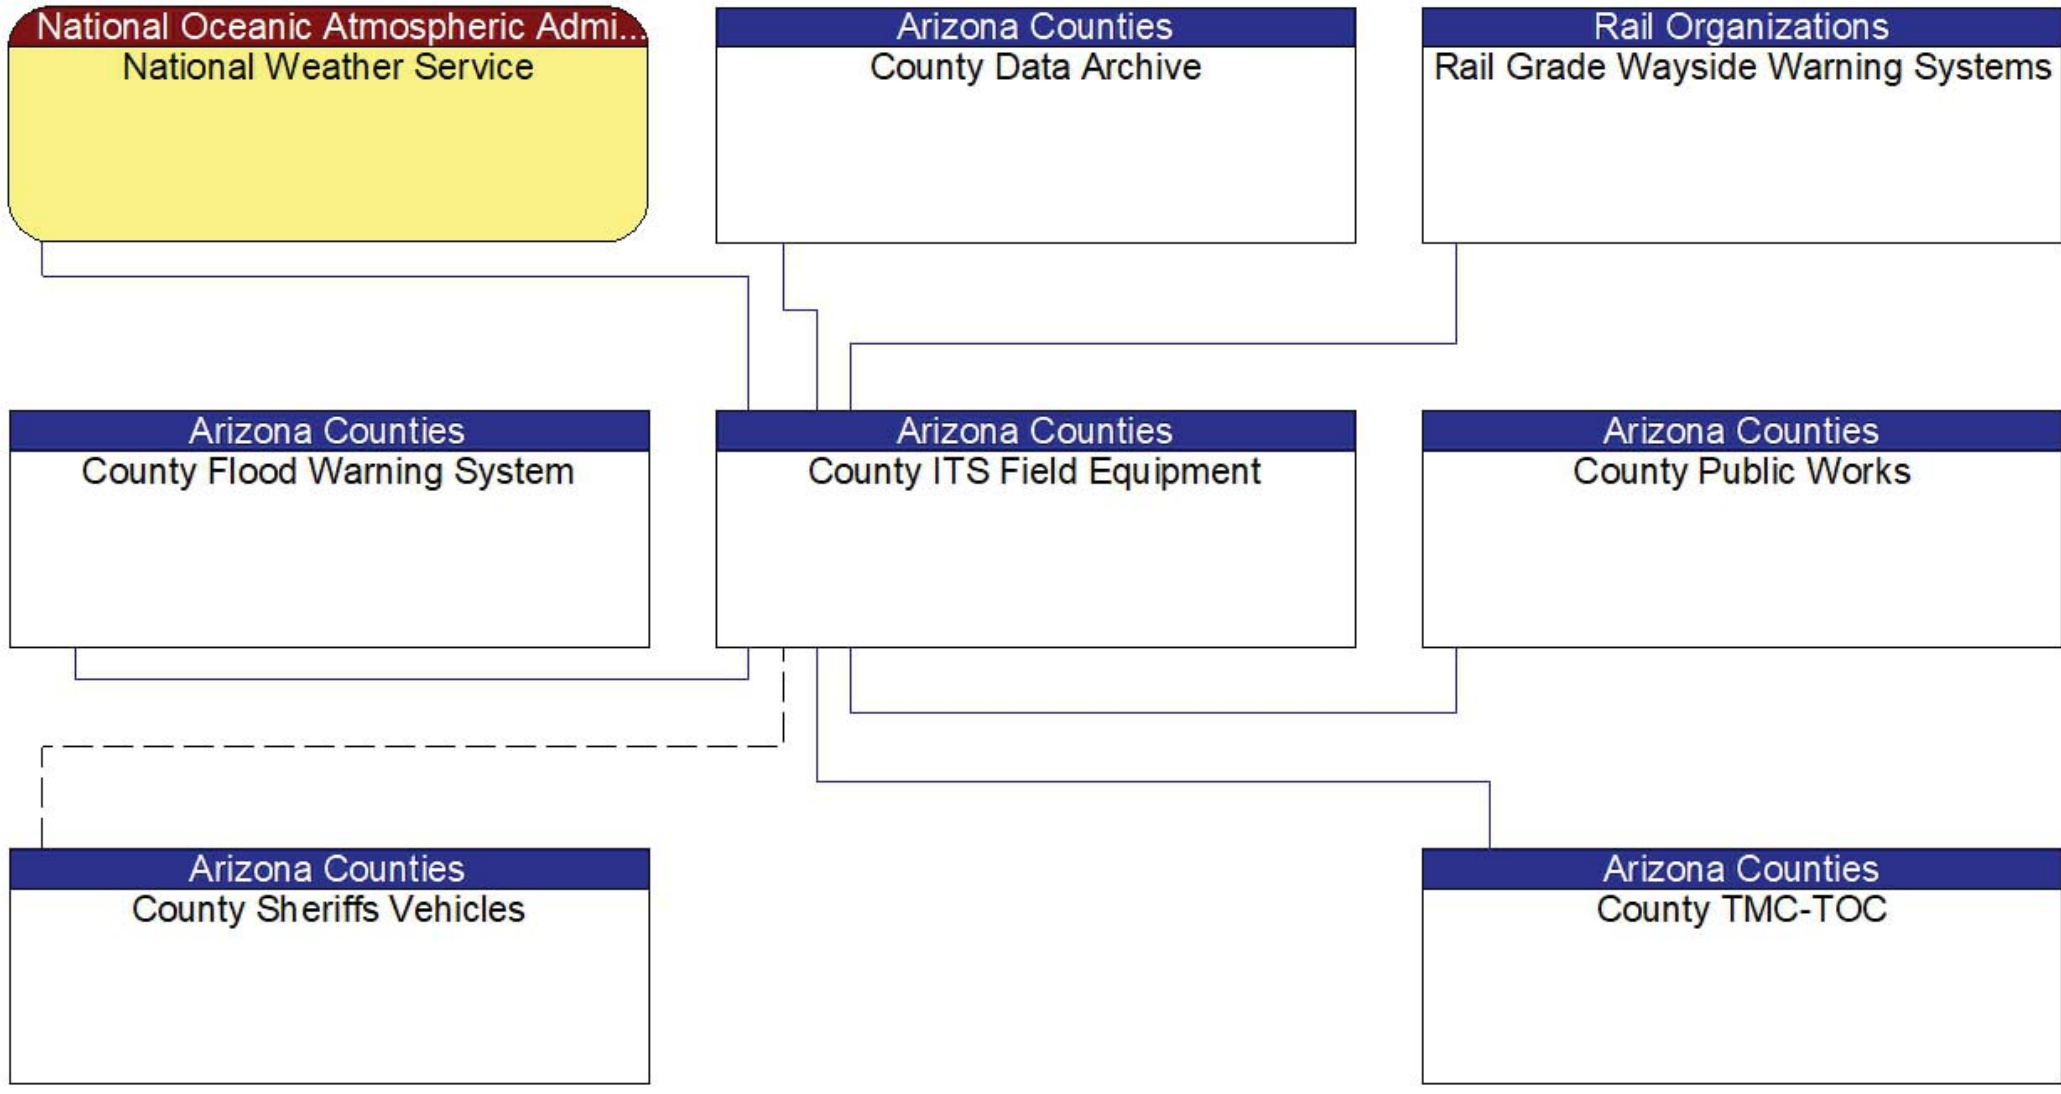 National Oceanic Atmospheric Admi...
National Weather Service
Arizona Counties
County Data Archive
Rail Organizations
Rail Grade Wayside Warning Systems
Arizona Counties
County Flood Warning System
Arizona Counties
County ITS Field Equipment
Arizona Counties
County Public Works
Arizona Counties
County Sheriffs Vehicles
Arizona Counties
County TMC-TOC